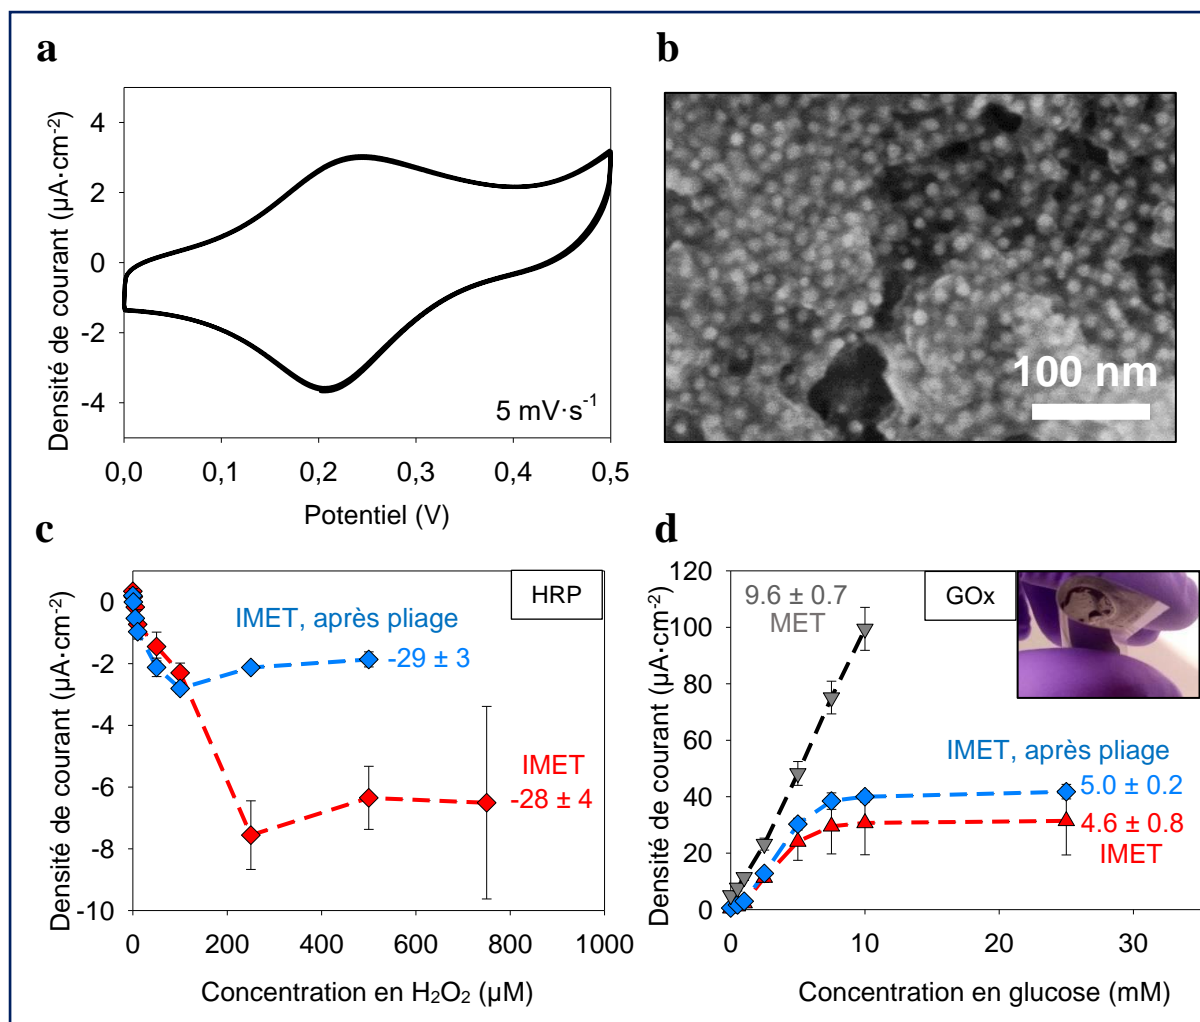 a
Densité de courant (µA·cm-2)
4
2
0
-2
-4
5 mV·s-1
0,0
0,1
0,2
0,3
0,4
0,5
Potentiel (V)
b
100 nm
c
Densité de courant (µA·cm-2)
0
-2
-4
-6
-8
-10
HRP
IMET, après pliage
-29 ± 3
IMET
-28 ± 4
0
200
400
600
800
1000
Concentration en H2O2 (µM)
d
Densité de courant (µA·cm-2)
120
100
80
60
40
20
0
9.6 ± 0.7
MET
GOx
IMET, après pliage
5.0 ± 0.2
4.6 ± 0.8
IMET
0
10
20
30
Concentration en glucose (mM)